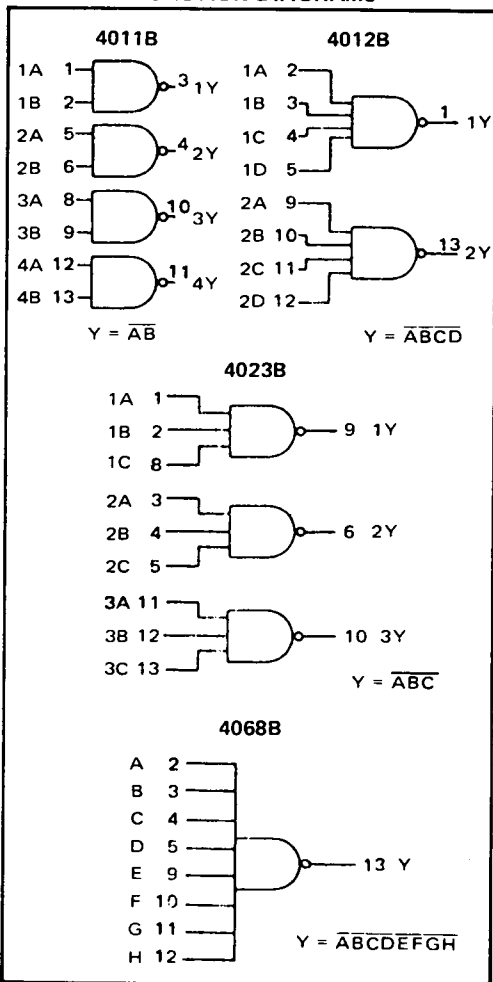 4011B
1A 1 3 1Y
1B 2
2A 5 4 2Y
2B 6
3A 8 10 3Y
3B 9
4A 12 11 4Y
4B 13
Y = \overline{AB}
4012B
1A 2
1B 3 1 1Y
1C 4
1D 5
2A 9
2B 10 13 2Y
2C 11
2D 12
Y = \overline{ABCD}
4023B
1A 1
1B 2 9 1Y
1C 8
2A 3
2B 4 6 2Y
2C 5
3A 11
3B 12 10 3Y
3C 13
Y = \overline{ABC}
4068B
A 2
B 3
C 4
D 5
13 Y
E 9
F 10
G 11
H 12
Y = \overline{ABCDEFGH}